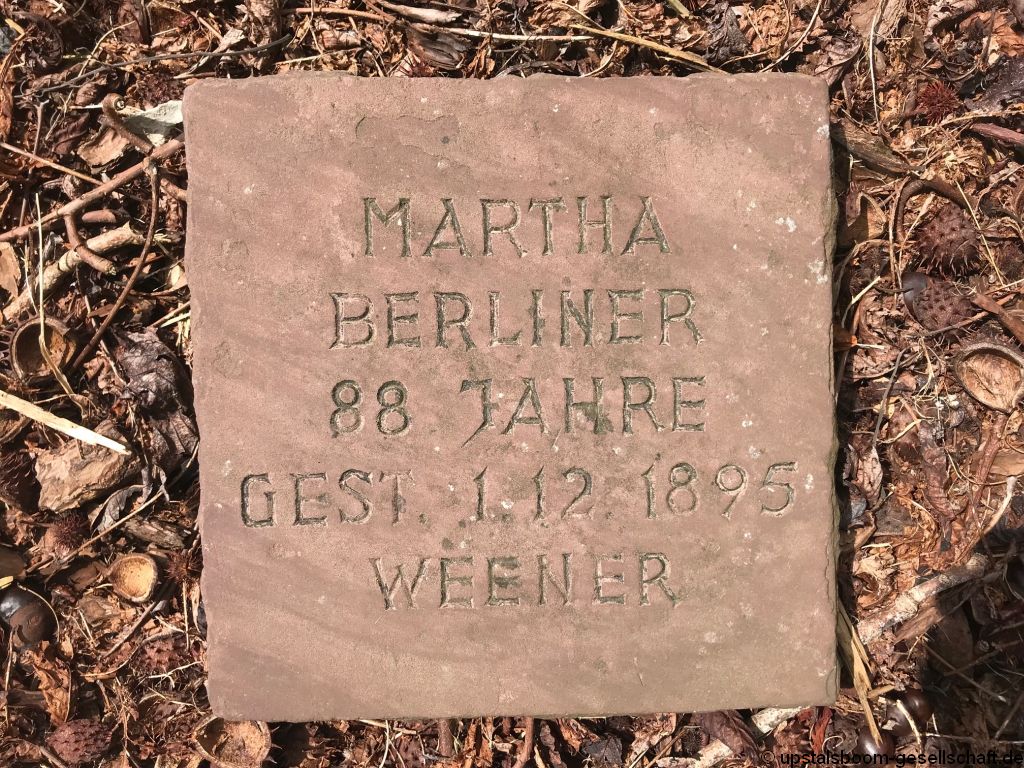 MARTHA
BERLINER
88 JAHRE
GEST. 1. 12. 1895
WEENER
© upstalsboom-gesellschaft.de